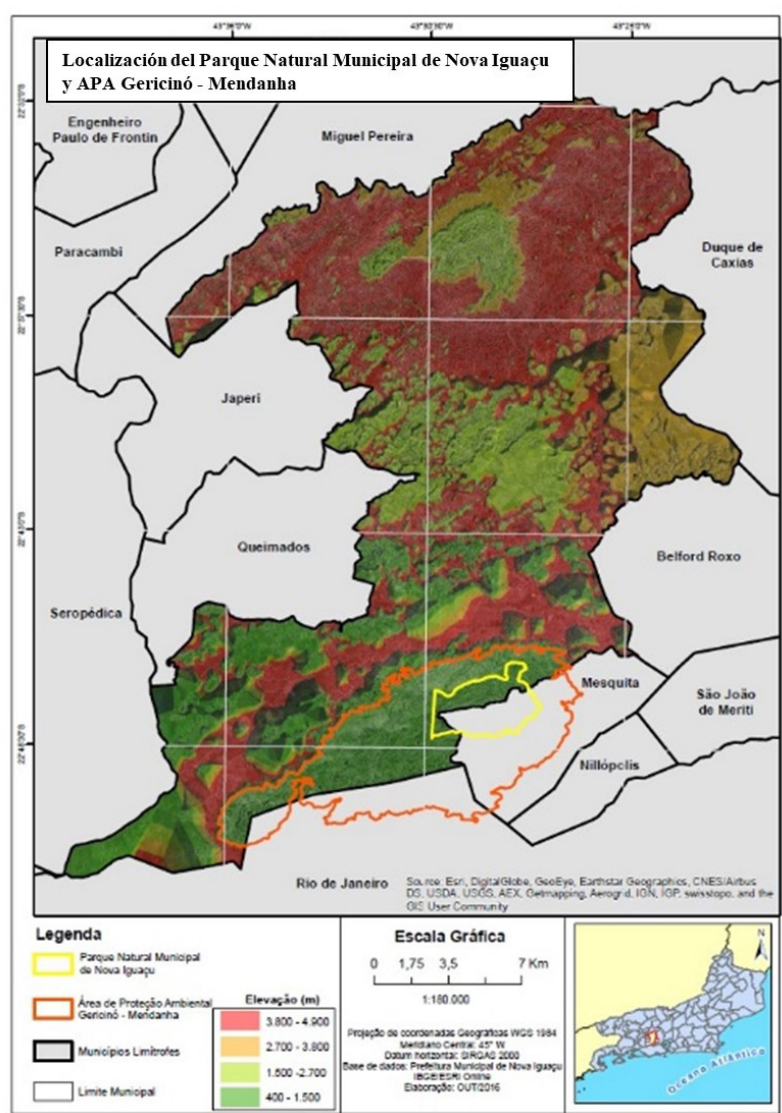 43°35'0"W
43°30'30"W
Localización del Parque Natural Municipal de Nova Iguaçu
y APA Gericinó - Mendanha
Engenheiro
Paulo de Frontin
Miguel Pereira
Paracambi
Duque de
Caxias
Japeri
Queimados
Belford Roxo
Seropédica
Mesquita
São João
de Meriti
Nillópolis
Rio de Janeiro
Source: Esri, DigitalGlobe, GeoEye, Earthstar Geographics, CNES/Airbus
DS, USDA, USGS, AEX, Getmapping, Aerogrid, IGN, IGP, swisstopo, and the
GIS User Community
Legenda
Parque Natural Municipal
de Nova Iguaçu
Área de Proteção Ambiental
Gericinó - Mendanha
Municípios Limítrofes
Limite Municipal
Elevação (m)
3.800 - 4.900
2.700 - 3.800
1.500 -2.700
400 - 1.500
Escala Gráfica
0 1,75 3,5 7 Km
1:180.000
Projeção de coordenadas Geográficas WGS 1984
Meridiano Central: 45° W
Datum horizontal: SIRGAS 2000
Base de dados: Prefeitura Municipal de Nova Iguaçu
IBGE/ESRI Online
Elaboração: OUT/2016
N
Oceano Atlântico